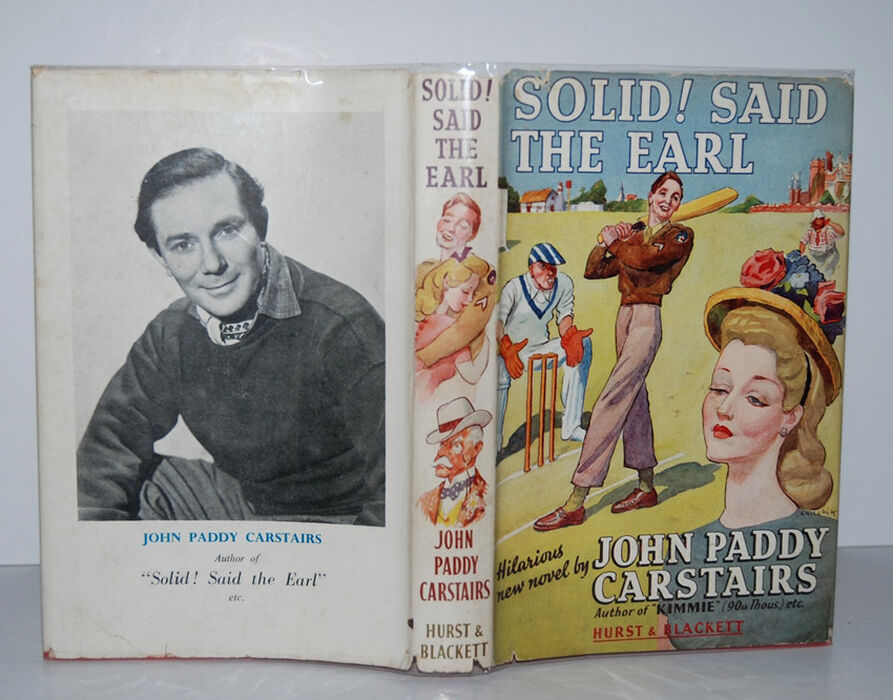 JOHN PADDY CARSTAIRS
Author of
"Solid! Said the Earl"
etc.
SOLID!
SAID
THE
EARL
JOHN
PADDY
CARSTAIRS
HURST &
BLACKETT
SOLID! SAID
THE EARL
Hilarious
new novel by
JOHN PADDY
CARSTAIRS
Author of "KIMMIE" (90th Thous.) etc.
HURST & BLACKETT